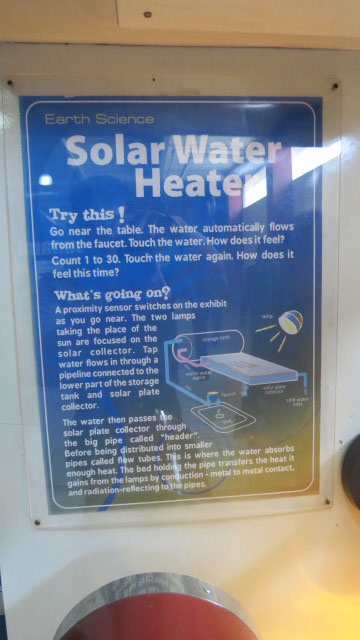 Earth Science
Solar Water
Heater
Try this!
Go near the table. The water automatically flows
from the faucet. Touch the water. How does it feel?
Count 1 to 30. Touch the water again. How does it
feel this time?
What's going on?
A proximity sensor switches on the exhibit
as you go near. The two lamps
taking the place of the
sun are focused on the
solar collector. Tap
water flows in through a
pipeline connected to the
lower part of the storage
tank and solar plate
collector.
lamp
storage tank
warm water
outlet
solar plate
collector
cold water
inlet
faucet
sink
The water then passes the
solar plate collector through
the big pipe called "header".
Before being distributed into smaller
pipes called flow tubes. This is where the water absorbs
enough heat. The bed holding the pipe transfers the heat it
gains from the lamps by conduction - metal to metal contact,
and radiation-reflecting to the pipes.